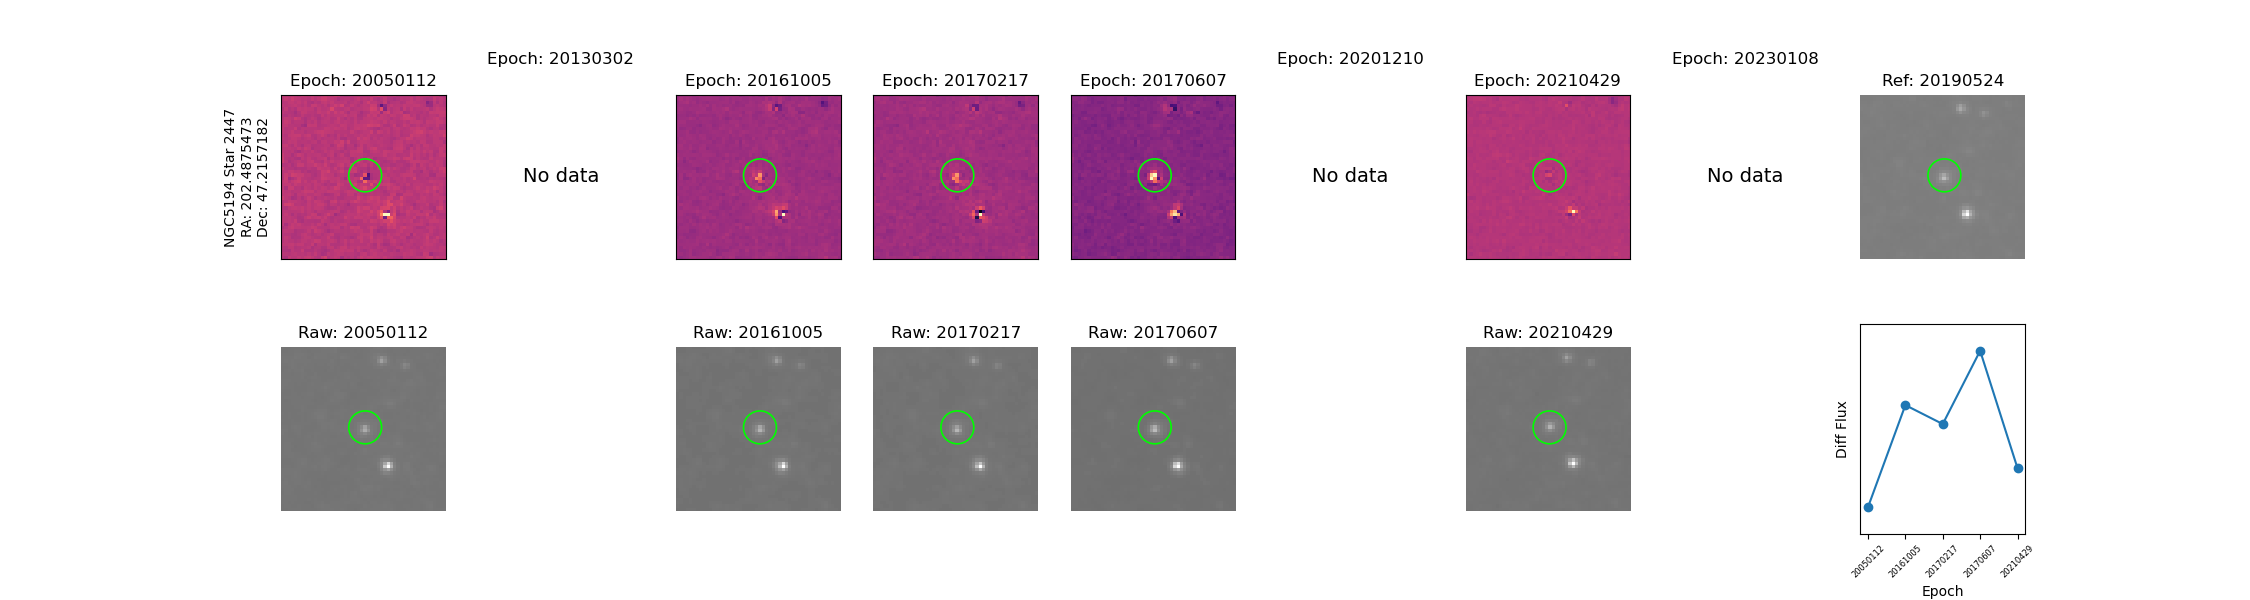 Epoch: 20050112
Epoch: 20130302
Epoch: 20161005
Epoch: 20170217
Epoch: 20170607
Epoch: 20201210
Epoch: 20210429
Epoch: 20230108
Ref: 20190524
NGC5194 Star 2447
RA: 202.4875473
Dec: 47.2157182
No data
No data
No data
Raw: 20050112
Raw: 20161005
Raw: 20170217
Raw: 20170607
Raw: 20210429
Diff Flux
20050112
20161005
20170217
20170607
20210429
Epoch